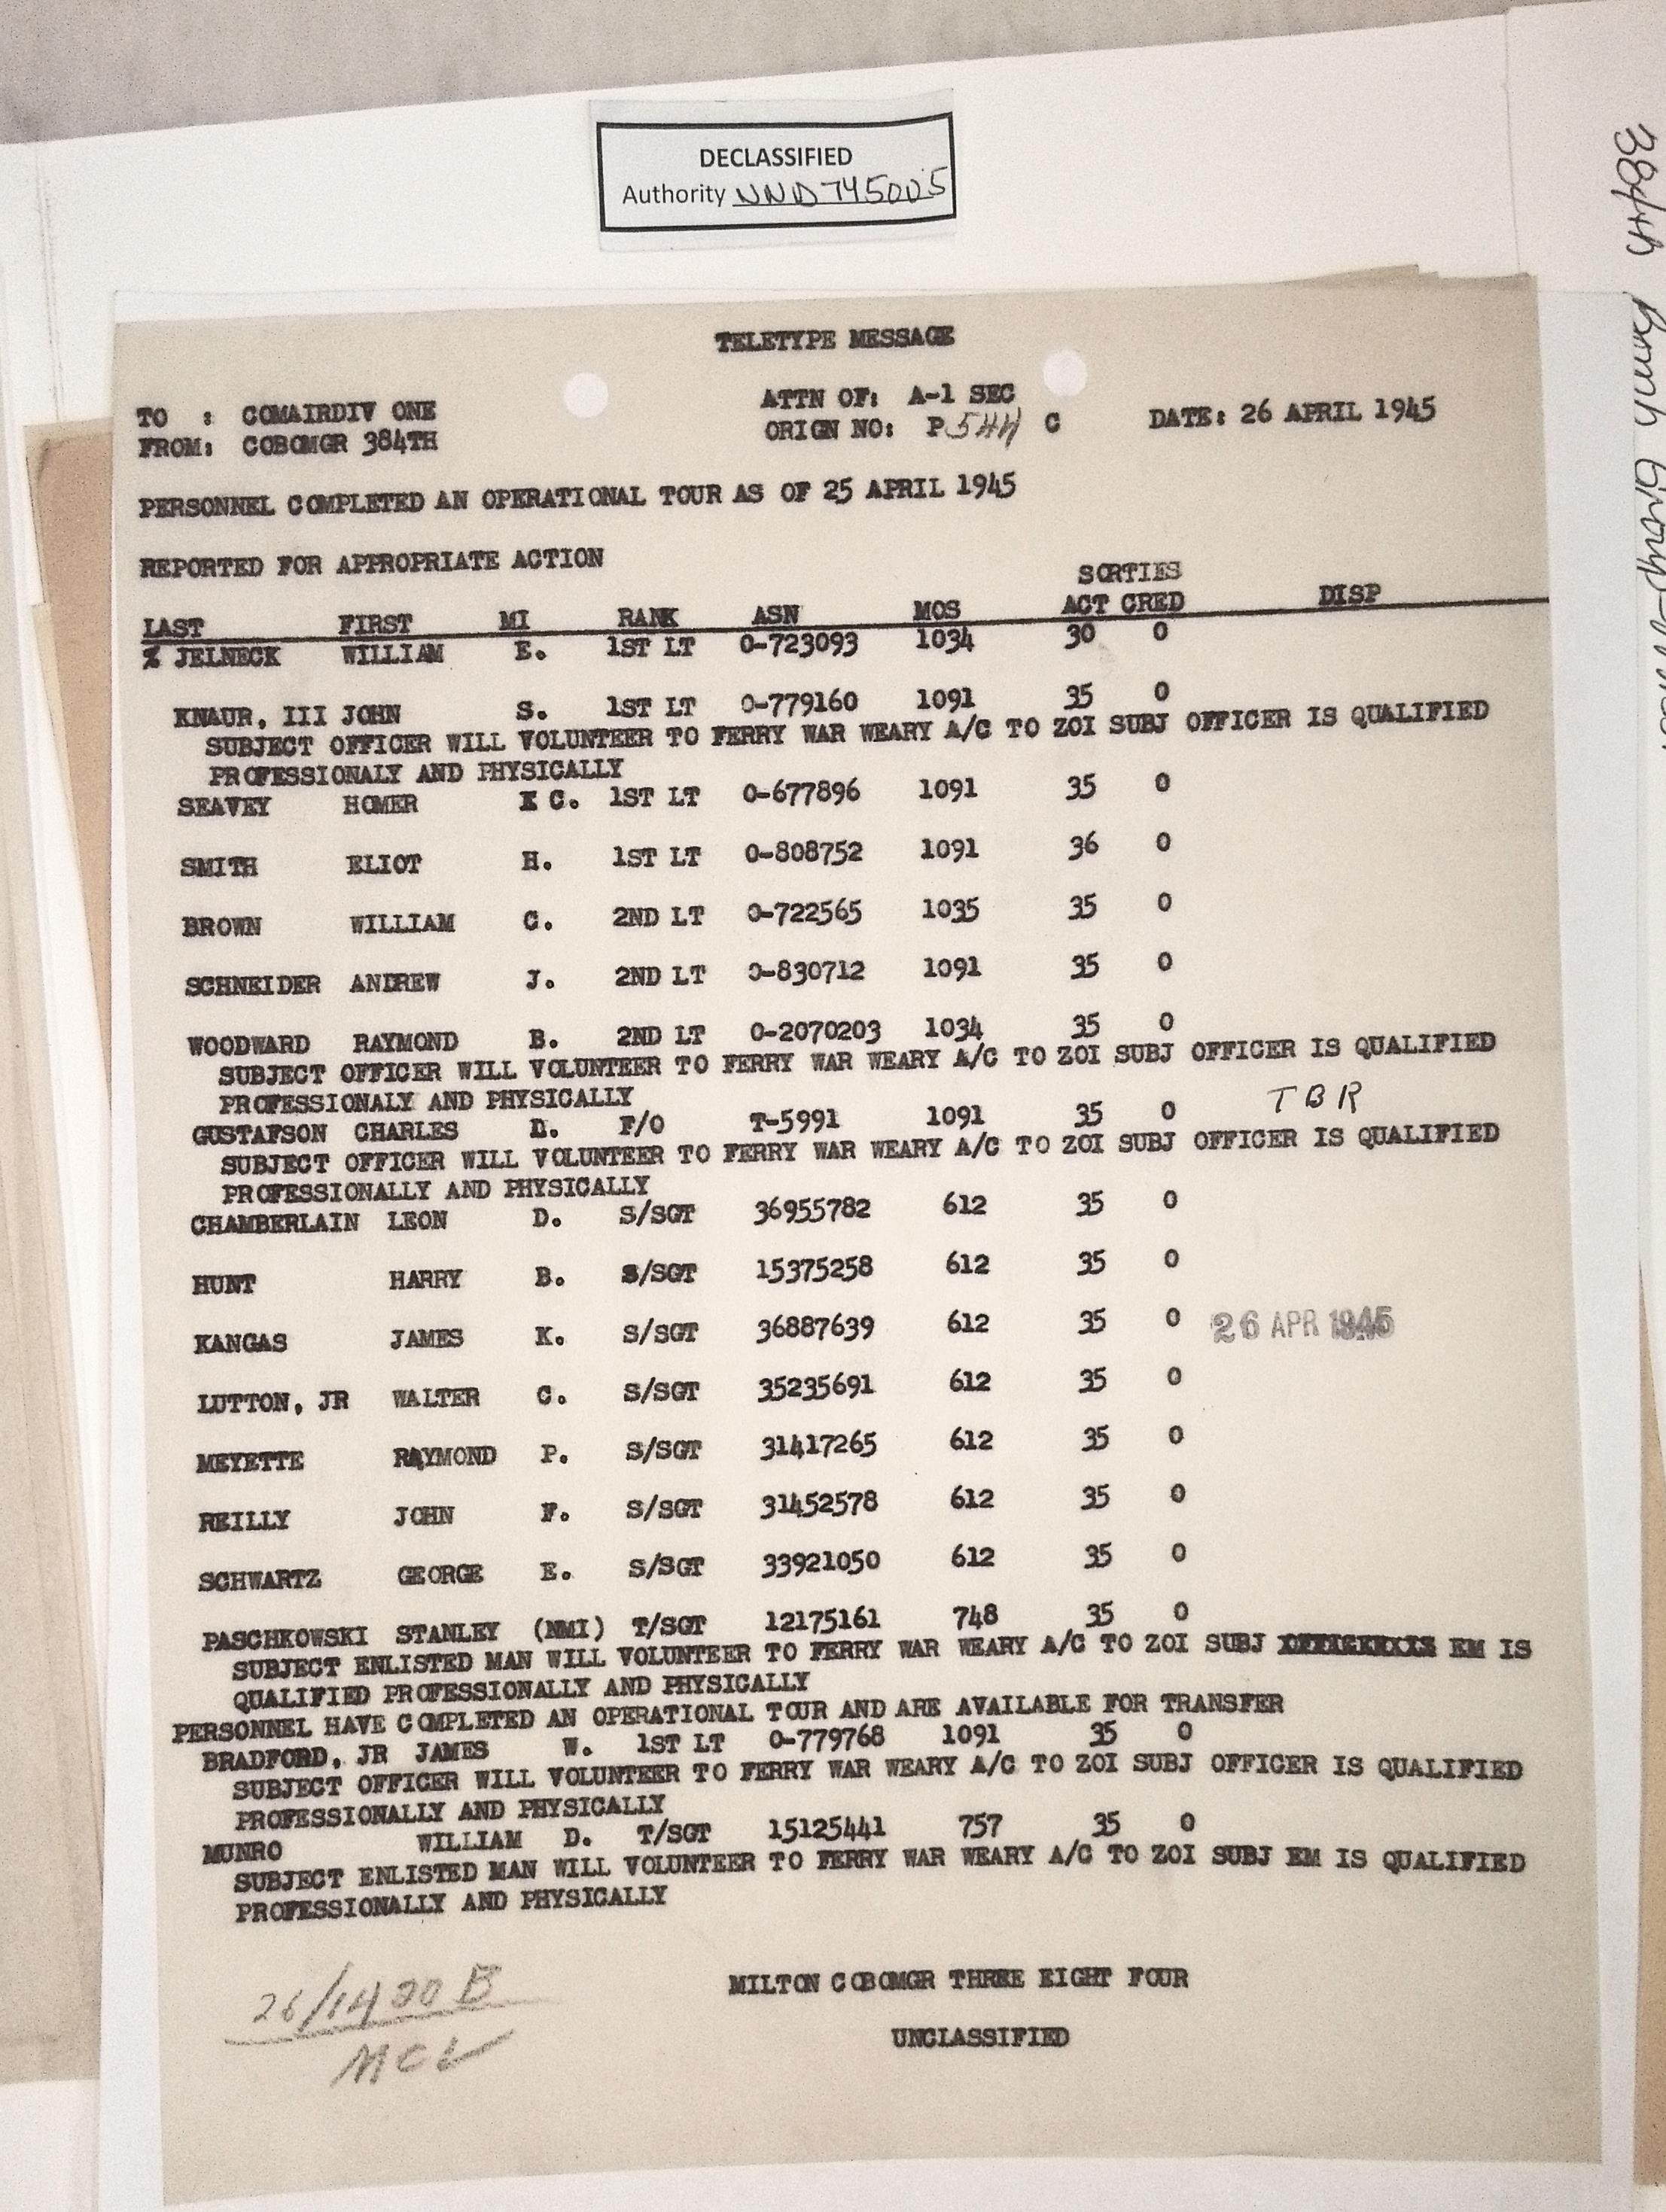 DECLASSIFIED
Authority NND 745005
384th Bomb Group
TELETYPE MESSAGE
TO : COMAIRDIV ONE ATTN OF: A-1 SEC
FROM: COBOMGR 384TH ORIGN NO: P 544 C DATE: 26 APRIL 1945
PERSONNEL COMPLETED AN OPERATIONAL TOUR AS OF 25 APRIL 1945
REPORTED FOR APPROPRIATE ACTION
SORTIES
LAST FIRST MI RANK ASN MOS ACT CRED DISP
% JELNECK WILLIAM E. 1ST LT 0-723093 1034 30 0
KNAUR, III JOHN S. 1ST LT 0-779160 1091 35 0
SUBJECT OFFICER WILL VOLUNTEER TO FERRY WAR WEARY A/C TO ZOI SUBJ OFFICER IS QUALIFIED
PROFESSIONALY AND PHYSICALLY
SEAVEY HOMER C. 1ST LT 0-677896 1091 35 0
SMITH ELIOT H. 1ST LT 0-808752 1091 36 0
BROWN WILLIAM C. 2ND LT 0-722565 1035 35 0
SCHNEIDER ANDREW J. 2ND LT 0-830712 1091 35 0
WOODWARD RAYMOND B. 2ND LT 0-2070203 1034 35 0
SUBJECT OFFICER WILL VOLUNTEER TO FERRY WAR WEARY A/C TO ZOI SUBJ OFFICER IS QUALIFIED
PROFESSIONALY AND PHYSICALLY
GUSTAFSON CHARLES D. F/O T-5991 1091 35 0 TBR
SUBJECT OFFICER WILL VOLUNTEER TO FERRY WAR WEARY A/C TO ZOI SUBJ OFFICER IS QUALIFIED
PROFESSIONALLY AND PHYSICALLY
CHAMBERLAIN LEON D. S/SGT 36955782 612 35 0
HUNT HARRY B. S/SGT 15375258 612 35 0
KANGAS JAMES K. S/SGT 36887639 612 35 0 26 APR 1945
LUTTON, JR WALTER C. S/SGT 35235691 612 35 0
MEYETTE RAYMOND P. S/SGT 31417265 612 35 0
REILLY JOHN F. S/SGT 31452578 612 35 0
SCHWARTZ GEORGE E. S/SGT 33921050 612 35 0
PASCHKOWSKI STANLEY (NMI) T/SGT 12175161 748 35 0
SUBJECT ENLISTED MAN WILL VOLUNTEER TO FERRY WAR WEARY A/C TO ZOI SUBJ EM IS
QUALIFIED PROFESSIONALLY AND PHYSICALLY
PERSONNEL HAVE COMPLETED AN OPERATIONAL TOUR AND ARE AVAILABLE FOR TRANSFER
BRADFORD, JR JAMES W. 1ST LT 0-779768 1091 35 0
SUBJECT OFFICER WILL VOLUNTEER TO FERRY WAR WEARY A/C TO ZOI SUBJ OFFICER IS QUALIFIED
PROFESSIONALLY AND PHYSICALLY
MUNRO WILLIAM D. T/SGT 15125441 757 35 0
SUBJECT ENLISTED MAN WILL VOLUNTEER TO FERRY WAR WEARY A/C TO ZOI SUBJ EM IS QUALIFIED
PROFESSIONALLY AND PHYSICALLY
26/1420 B
MCL
MILTON COBOMGR THREE EIGHT FOUR
UNCLASSIFIED